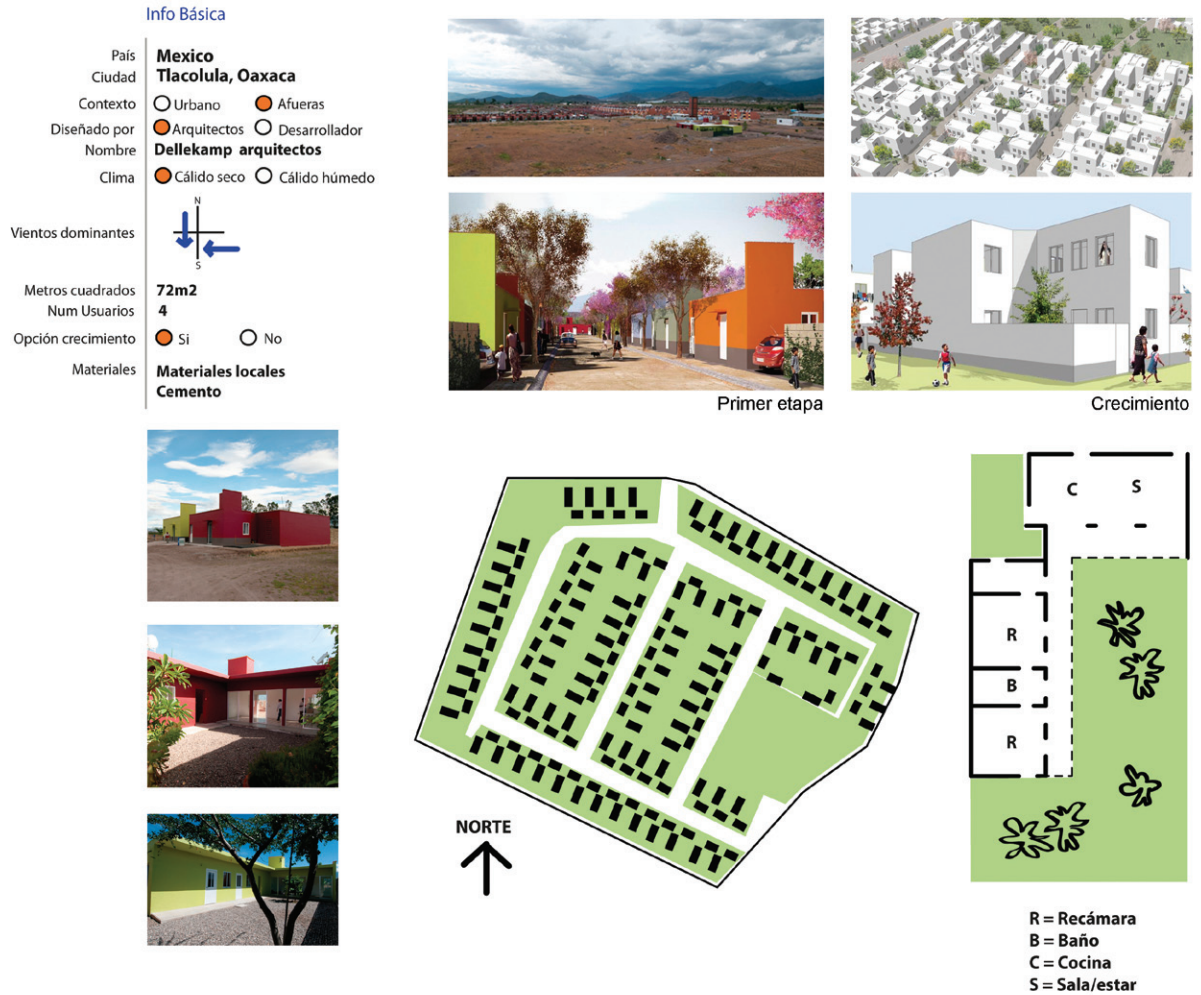 Info Básica
País Mexico
Ciudad Tlacolula, Oaxaca
Contexto Urbano Afueras
Diseñado por Arquitectos Desarrollador
Nombre Dellekamp arquitectos
Clima Cálido seco Cálido húmedo
N
Vientos dominantes
S
Metros cuadrados 72m2
Num Usuarios 4
Opción crecimiento Si No
Materiales Materiales locales
Cemento
Primer etapa
Crecimiento
NORTE
C S
R
B
R
R = Recámara
B = Baño
C = Cocina
S = Sala/estar